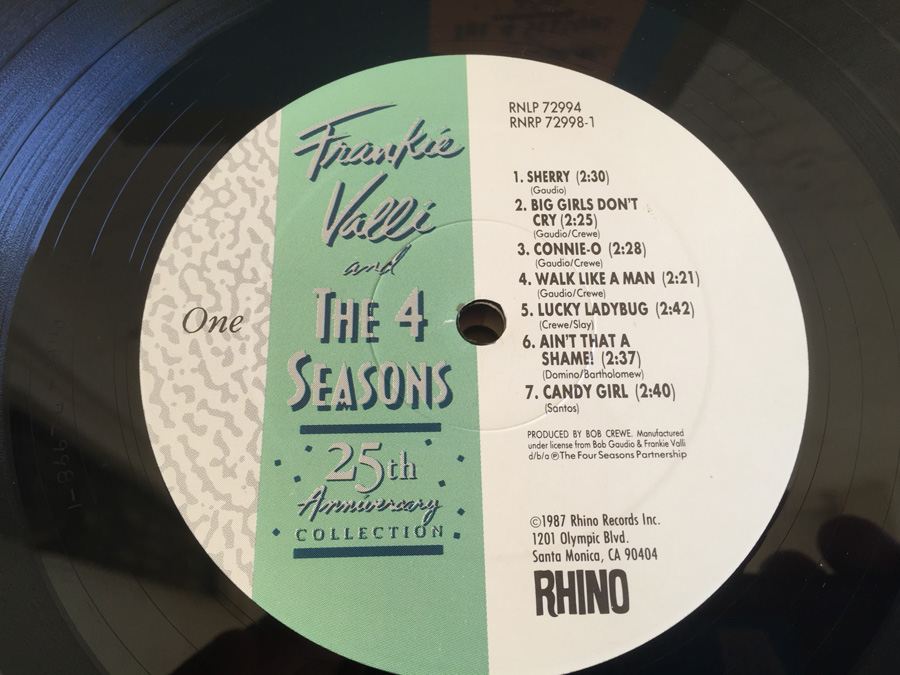 Frankie
Valli
and
THE 4
SEASONS
25th
Anniversary
COLLECTION
One
RNLP 72994
RNRP 72998-1
1. SHERRY (2:30)
(Gaudio)
2. BIG GIRLS DON'T
CRY (2:25)
(Gaudio/Crewe)
3. CONNIE-O (2:28)
(Gaudio/Crewe)
4. WALK LIKE A MAN (2:21)
(Gaudio/Crewe)
5. LUCKY LADYBUG (2:42)
(Crewe/Slay)
6. AIN'T THAT A
SHAME! (2:37)
(Domino/Bartholomew)
7. CANDY GIRL (2:40)
(Santos)
PRODUCED BY BOB CREWE. Manufactured
under license from Bob Gaudio & Frankie Valli
d/b/a ℗The Four Seasons Partnership
©1987 Rhino Records Inc.
1201 Olympic Blvd.
Santa Monica, CA 90404
RHINO